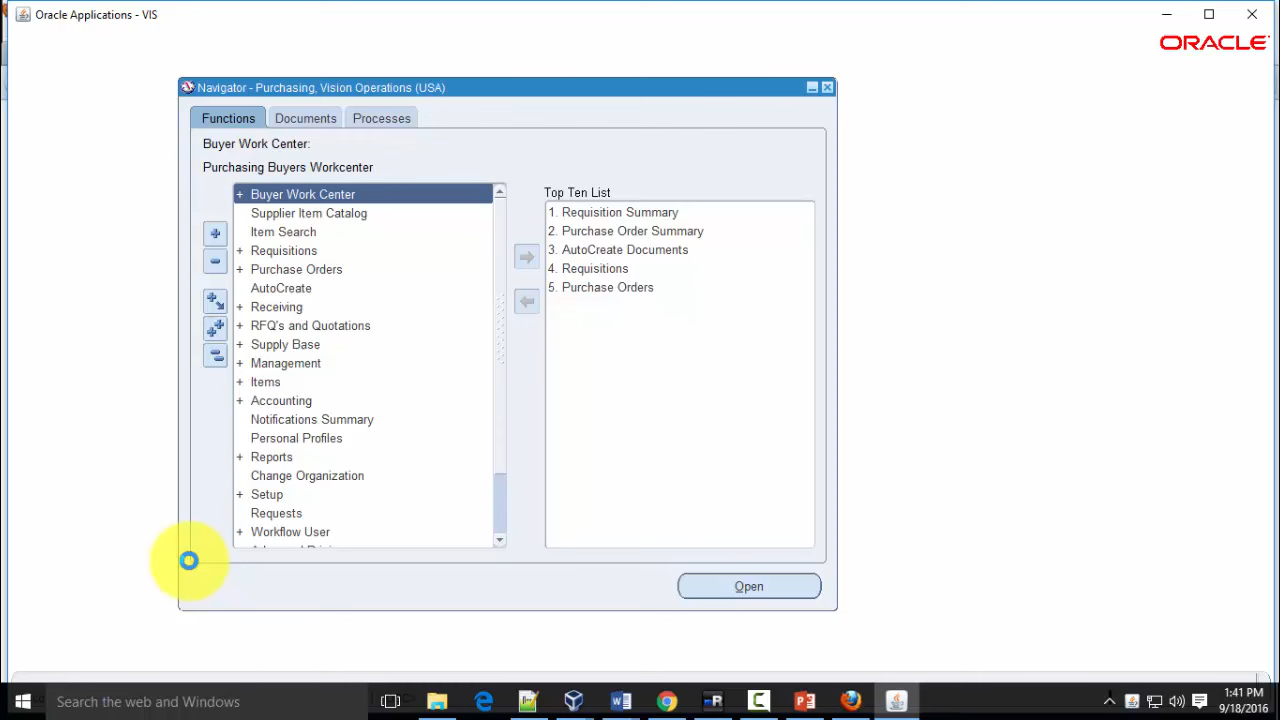 Oracle Applications - VIS
ORACLE
Navigator - Purchasing, Vision Operations (USA)
Functions Documents Processes
Buyer Work Center:
Purchasing Buyers Workcenter
+ Buyer Work Center
Supplier Item Catalog
Item Search
+ Requisitions
+ Purchase Orders
AutoCreate
+ Receiving
+ RFQ's and Quotations
+ Supply Base
+ Management
+ Items
+ Accounting
Notifications Summary
Personal Profiles
+ Reports
Change Organization
+ Setup
Requests
+ Workflow User
Top Ten List
1. Requisition Summary
2. Purchase Order Summary
3. AutoCreate Documents
4. Requisitions
5. Purchase Orders
Open
Search the web and Windows
1:41 PM
9/18/2016